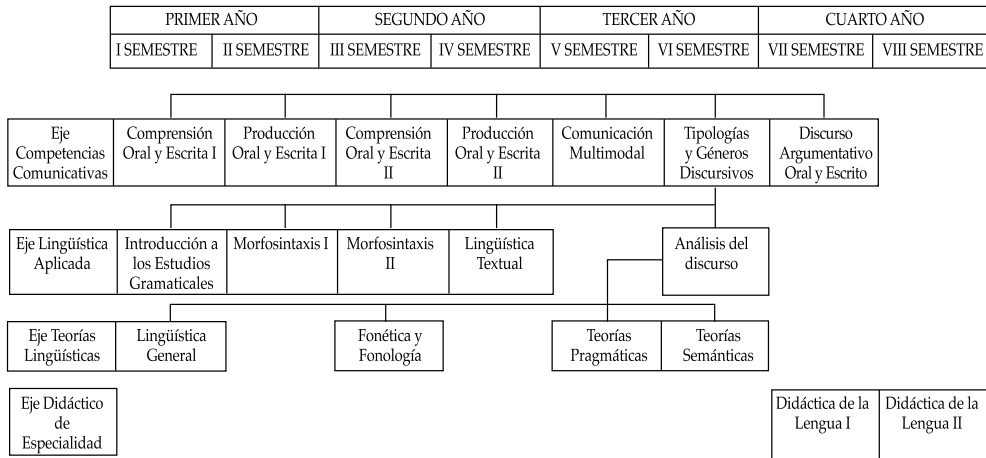 PRIMER AÑO
SEGUNDO AÑO
TERCER AÑO
CUARTO AÑO
I SEMESTRE
II SEMESTRE
III SEMESTRE
IV SEMESTRE
V SEMESTRE
VI SEMESTRE
VII SEMESTRE
VIII SEMESTRE
Eje
Competencias
Comunicativas
Comprensión
Oral y Escrita I
Producción
Oral y Escrita I
Comprensión
Oral y Escrita
II
Producción
Oral y Escrita
II
Comunicación
Multimodal
Tipologías
y Géneros
Discursivos
Discurso
Argumentativo
Oral y Escrito
Eje Lingüística
Aplicada
Introducción a
los Estudios
Gramaticales
Morfosintaxis I
Morfosintaxis
II
Lingüística
Textual
Análisis del
discurso
Eje Teorías
Lingüísticas
Lingüística
General
Fonética y
Fonología
Teorías
Pragmáticas
Teorías
Semánticas
Eje Didáctico
de
Especialidad
Didáctica de la
Lengua I
Didáctica de la
Lengua II